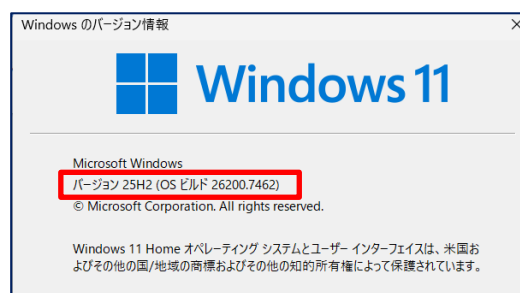 Windows のバージョン情報
Windows 11
Microsoft Windows
バージョン 25H2 (OS ビルド 26200.7462)
© Microsoft Corporation. All rights reserved.
Windows 11 Home オペレーティング システムとユーザー インターフェイスは、米国お
よびその他の国/地域の商標およびその他の知的所有権によって保護されています。